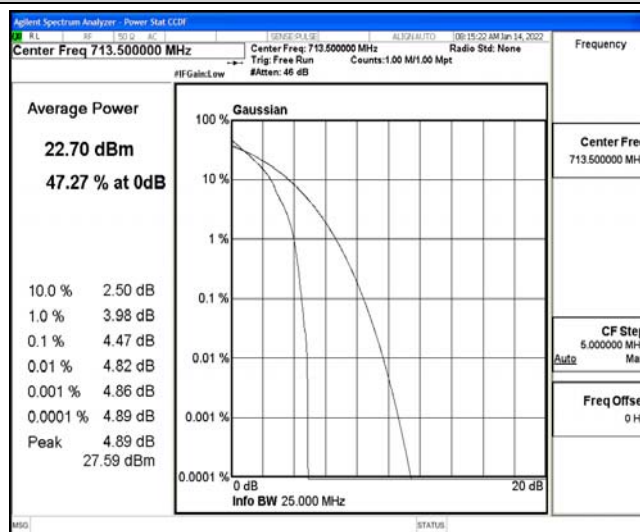 Agilent Spectrum Analyzer - Power Stat CCDF
RL RF 50 Ω AC SENSE:PULSE ALIGN AUTO 08:15:22 AM Jan 14, 2022
Center Freq 713.500000 MHz
Center Freq: 713.500000 MHz Radio Std: None
Trig: Free Run Counts:1.00 M/1.00 Mpt
#IFGain:Low #Atten: 46 dB
Frequency
Average Power
22.70 dBm
47.27 % at 0dB
10.0 % 2.50 dB
1.0 % 3.98 dB
0.1 % 4.47 dB
0.01 % 4.82 dB
0.001 % 4.86 dB
0.0001 % 4.89 dB
Peak 4.89 dB
27.59 dBm
Gaussian
100 %
10 %
1 %
0.1 %
0.01 %
0.001 %
0.0001 %
0 dB 20 dB
Info BW 25.000 MHz
Center Fre
713.500000 MH
CF Ste
5.000000 MH
Auto Ma
Freq Offse
0 H
MSG STATUS